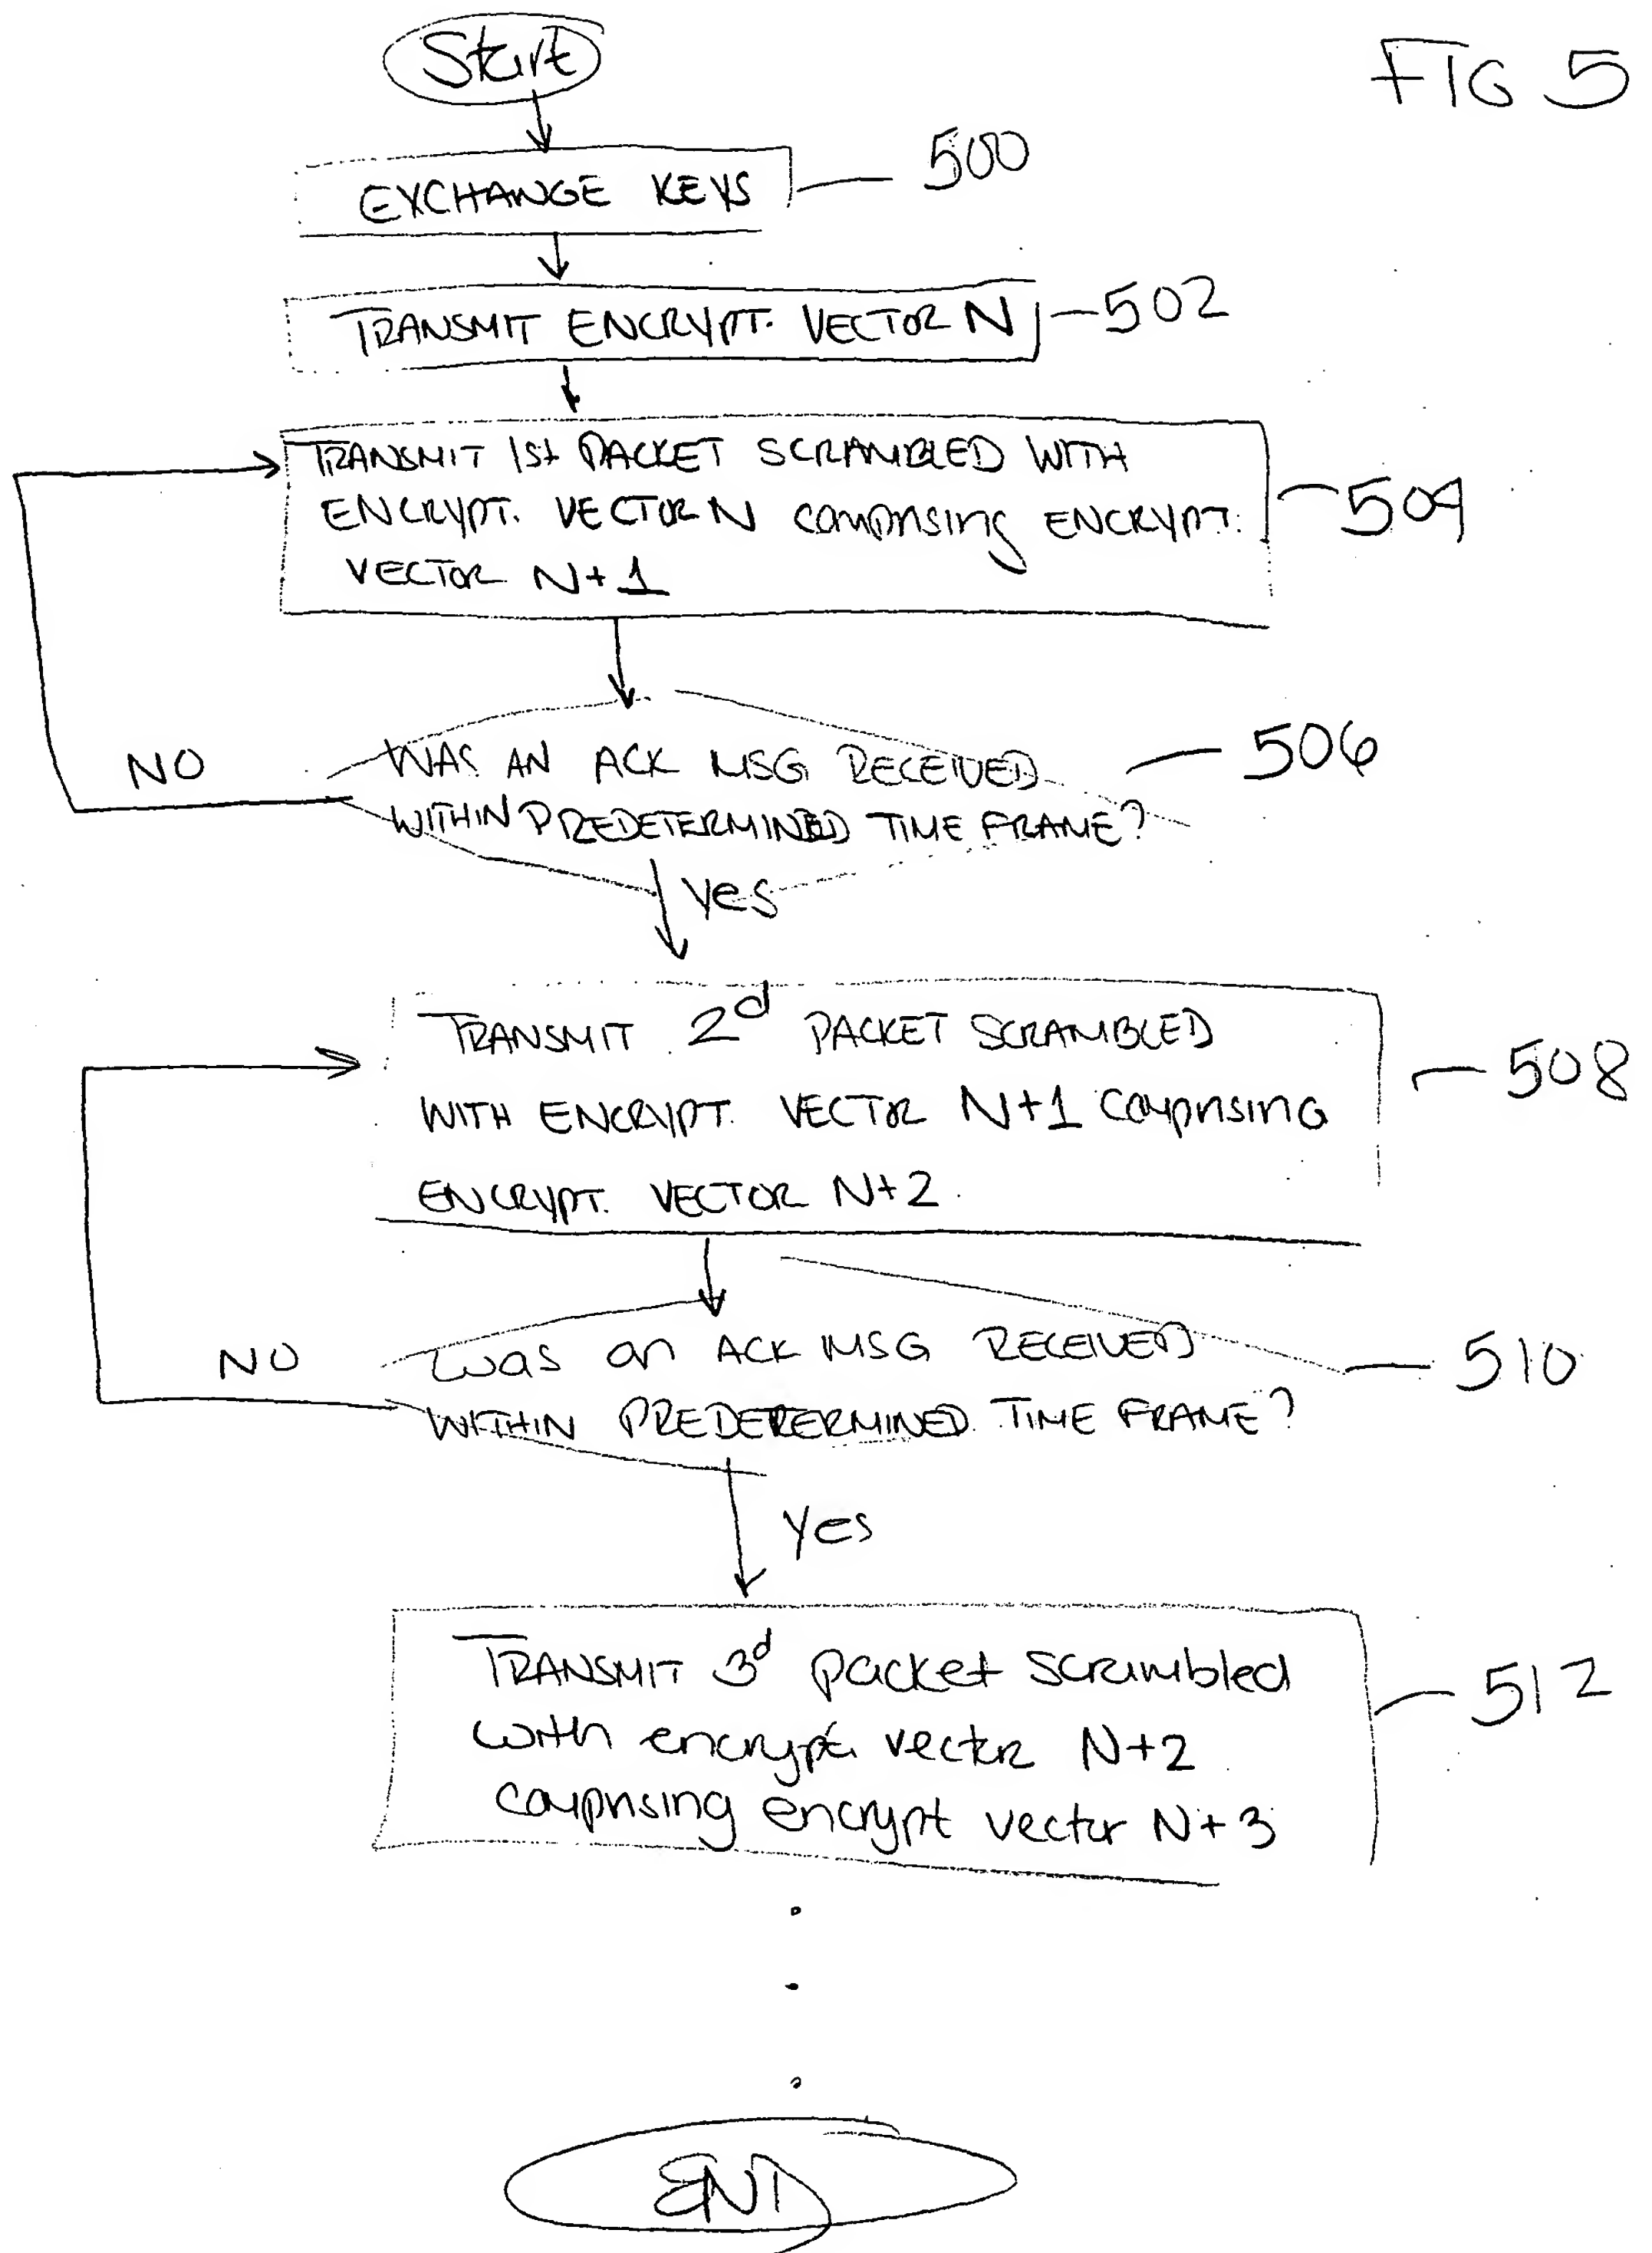 Start
FIG 5
EXCHANGE KEYS
500
TRANSMIT ENCRYPT. VECTOR N
502
TRANSMIT 1st PACKET SCRAMBLED WITH
ENCRYPT. VECTOR N comprising ENCRYPT.
VECTOR N+1
504
WAS AN ACK MSG RECEIVED
WITHIN PREDETERMINED TIME FRAME?
506
NO
Yes
TRANSMIT 2d PACKET SCRAMBLED
WITH ENCRYPT. VECTOR N+1 comprising
ENCRYPT. VECTOR N+2.
508
was an ACK MSG RECEIVED
WITHIN PREDETERMINED TIME FRAME?
510
NO
Yes
TRANSMIT 3d packet scrambled
with encrypt. vector N+2
comprising encrypt vector N+3
512
END